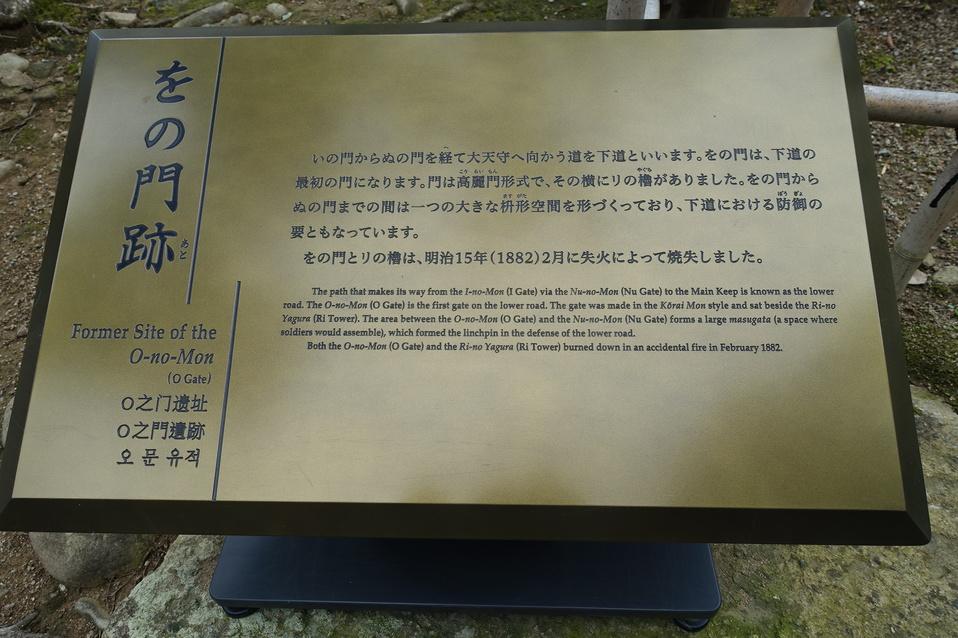 をの門跡
あと
Former Site of the
O-no-Mon
(O Gate)
O之门遗址
O之門遺跡
오 문 유적
いの門からぬの門を経て大天守へ向かう道を下道といいます。をの門は、下道の
最初の門になります。門は高麗門形式で、その横にリの櫓がありました。をの門から
ぬの門までの間は一つの大きな枡形空間を形づくっており、下道における防御の
要ともなっています。
をの門とリの櫓は、明治15年(1882)2月に失火によって焼失しました。
The path that makes its way from the I-no-Mon (I Gate) via the Nu-no-Mon (Nu Gate) to the Main Keep is known as the lower
road. The O-no-Mon (O Gate) is the first gate on the lower road. The gate was made in the Kōrai Mon style and sat beside the Ri-no
Yagura (Ri Tower). The area between the O-no-Mon (O Gate) and the Nu-no-Mon (Nu Gate) forms a large masugata (a space where
soldiers would assemble), which formed the linchpin in the defense of the lower road.
Both the O-no-Mon (O Gate) and the Ri-no Yagura (Ri Tower) burned down in an accidental fire in February 1882.